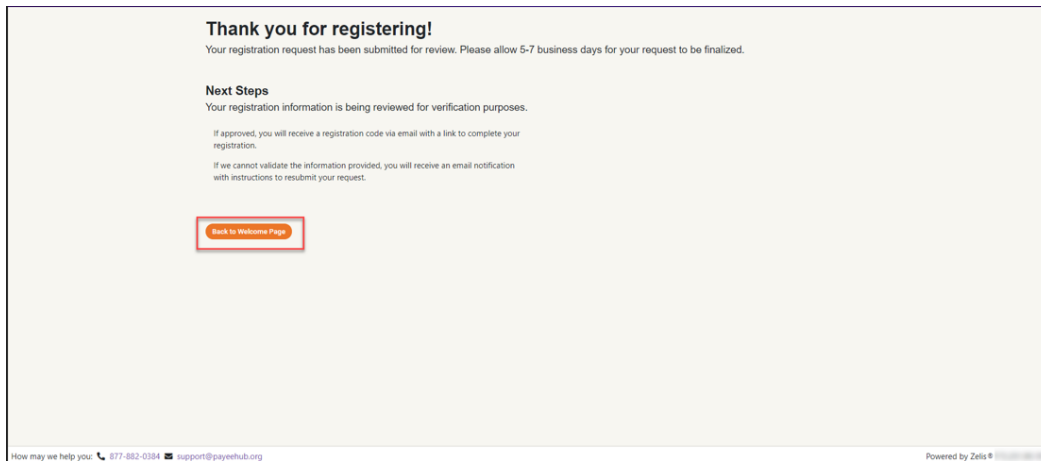 Thank you for registering!
Your registration request has been submitted for review. Please allow 5-7 business days for your request to be finalized.
Next Steps
Your registration information is being reviewed for verification purposes.
If approved, you will receive a registration code via email with a link to complete your
registration.
If we cannot validate the information provided, you will receive an email notification
with instructions to resubmit your request.
Back to Welcome Page
How may we help you: 877-882-0384 support@payeehub.org
Powered by Zelis®